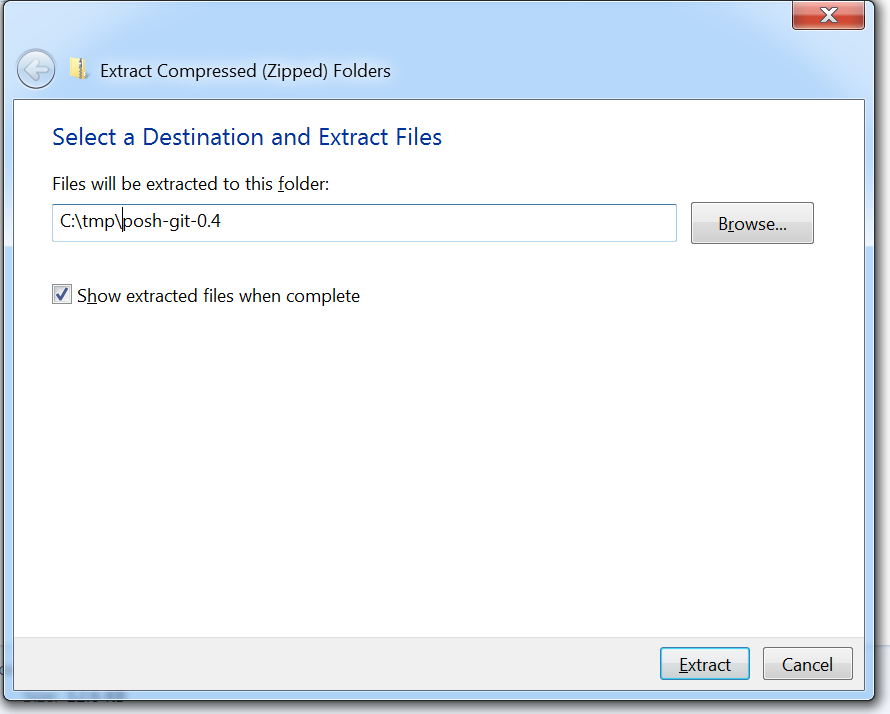 Extract Compressed (Zipped) Folders
Select a Destination and Extract Files
Files will be extracted to this folder:
C:\tmp\posh-git-0.4
Browse...
Show extracted files when complete
Extract
Cancel